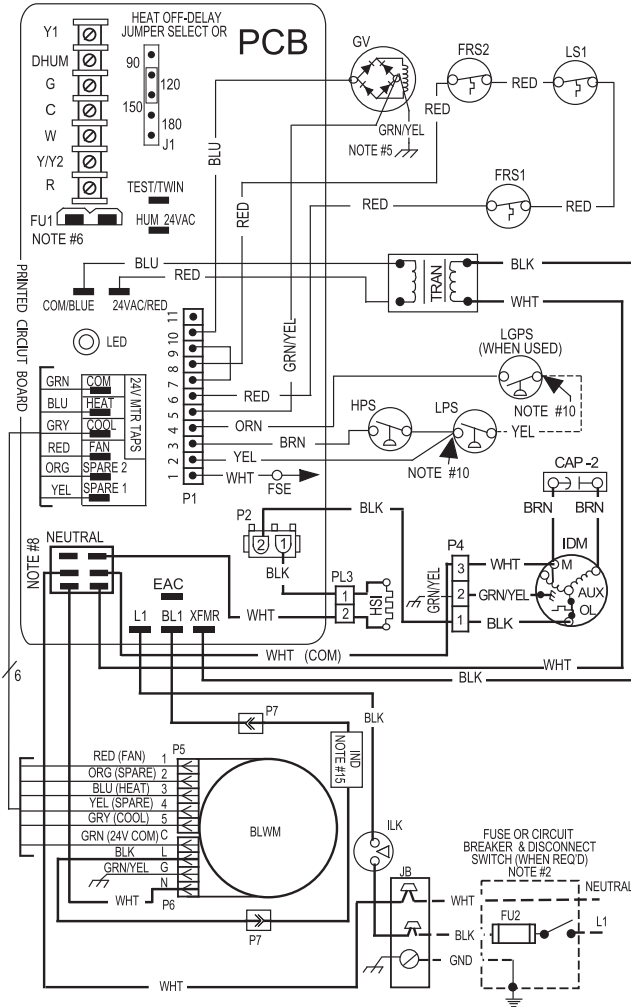 HEAT OFF-DELAY
JUMPER SELECT OR
PCB
Y1
DHUM
G
C
W
Y/Y2
R
90
120
150
180
J1
TEST/TWIN
HUM 24VAC
FU1
NOTE #6
BLU
RED
GV
GRN/YEL
NOTE #5
RED
FRS2
RED
LS1
FRS1
RED
RED
PRINTED CIRCIUT BOARD
BLU
RED
COM/BLUE
24VAC/RED
TRAN
BLK
WHT
LED
GRN/YEL
11
10
9
8
7
6
5
4
3
2
1
P1
RED
ORN
BRN
YEL
WHT
FSE
LGPS
(WHEN USED)
NOTE #10
HPS
LPS
YEL
NOTE #10
GRN
COM
BLU
HEAT
GRY
COOL
RED
FAN
ORG
SPARE 2
YEL
SPARE 1
24V MTR TAPS
CAP -2
BRN
BRN
P2
2
1
BLK
BLK
NOTE #8
NEUTRAL
EAC
L1
BL1
XFMR
WHT
PL3
1
2
HSI
GRN/YEL
P4
3
2
1
WHT
GRN/YEL
BLK
IDM
M
AUX
OL
WHT (COM)
WHT
BLK
6
P7
BLK
IND
NOTE #15
RED (FAN)
1
P5
ORG (SPARE)
2
BLU (HEAT)
3
YEL (SPARE)
4
GRY (COOL)
5
GRN (24V COM)
C
BLK
L
GRN/YEL
G
N
WHT
P6
BLWM
P7
ILK
JB
FUSE OR CIRCUIT
BREAKER & DISCONNECT
SWITCH (WHEN REQ'D)
NOTE #2
NEUTRAL
WHT
FU2
L1
BLK
GND
WHT